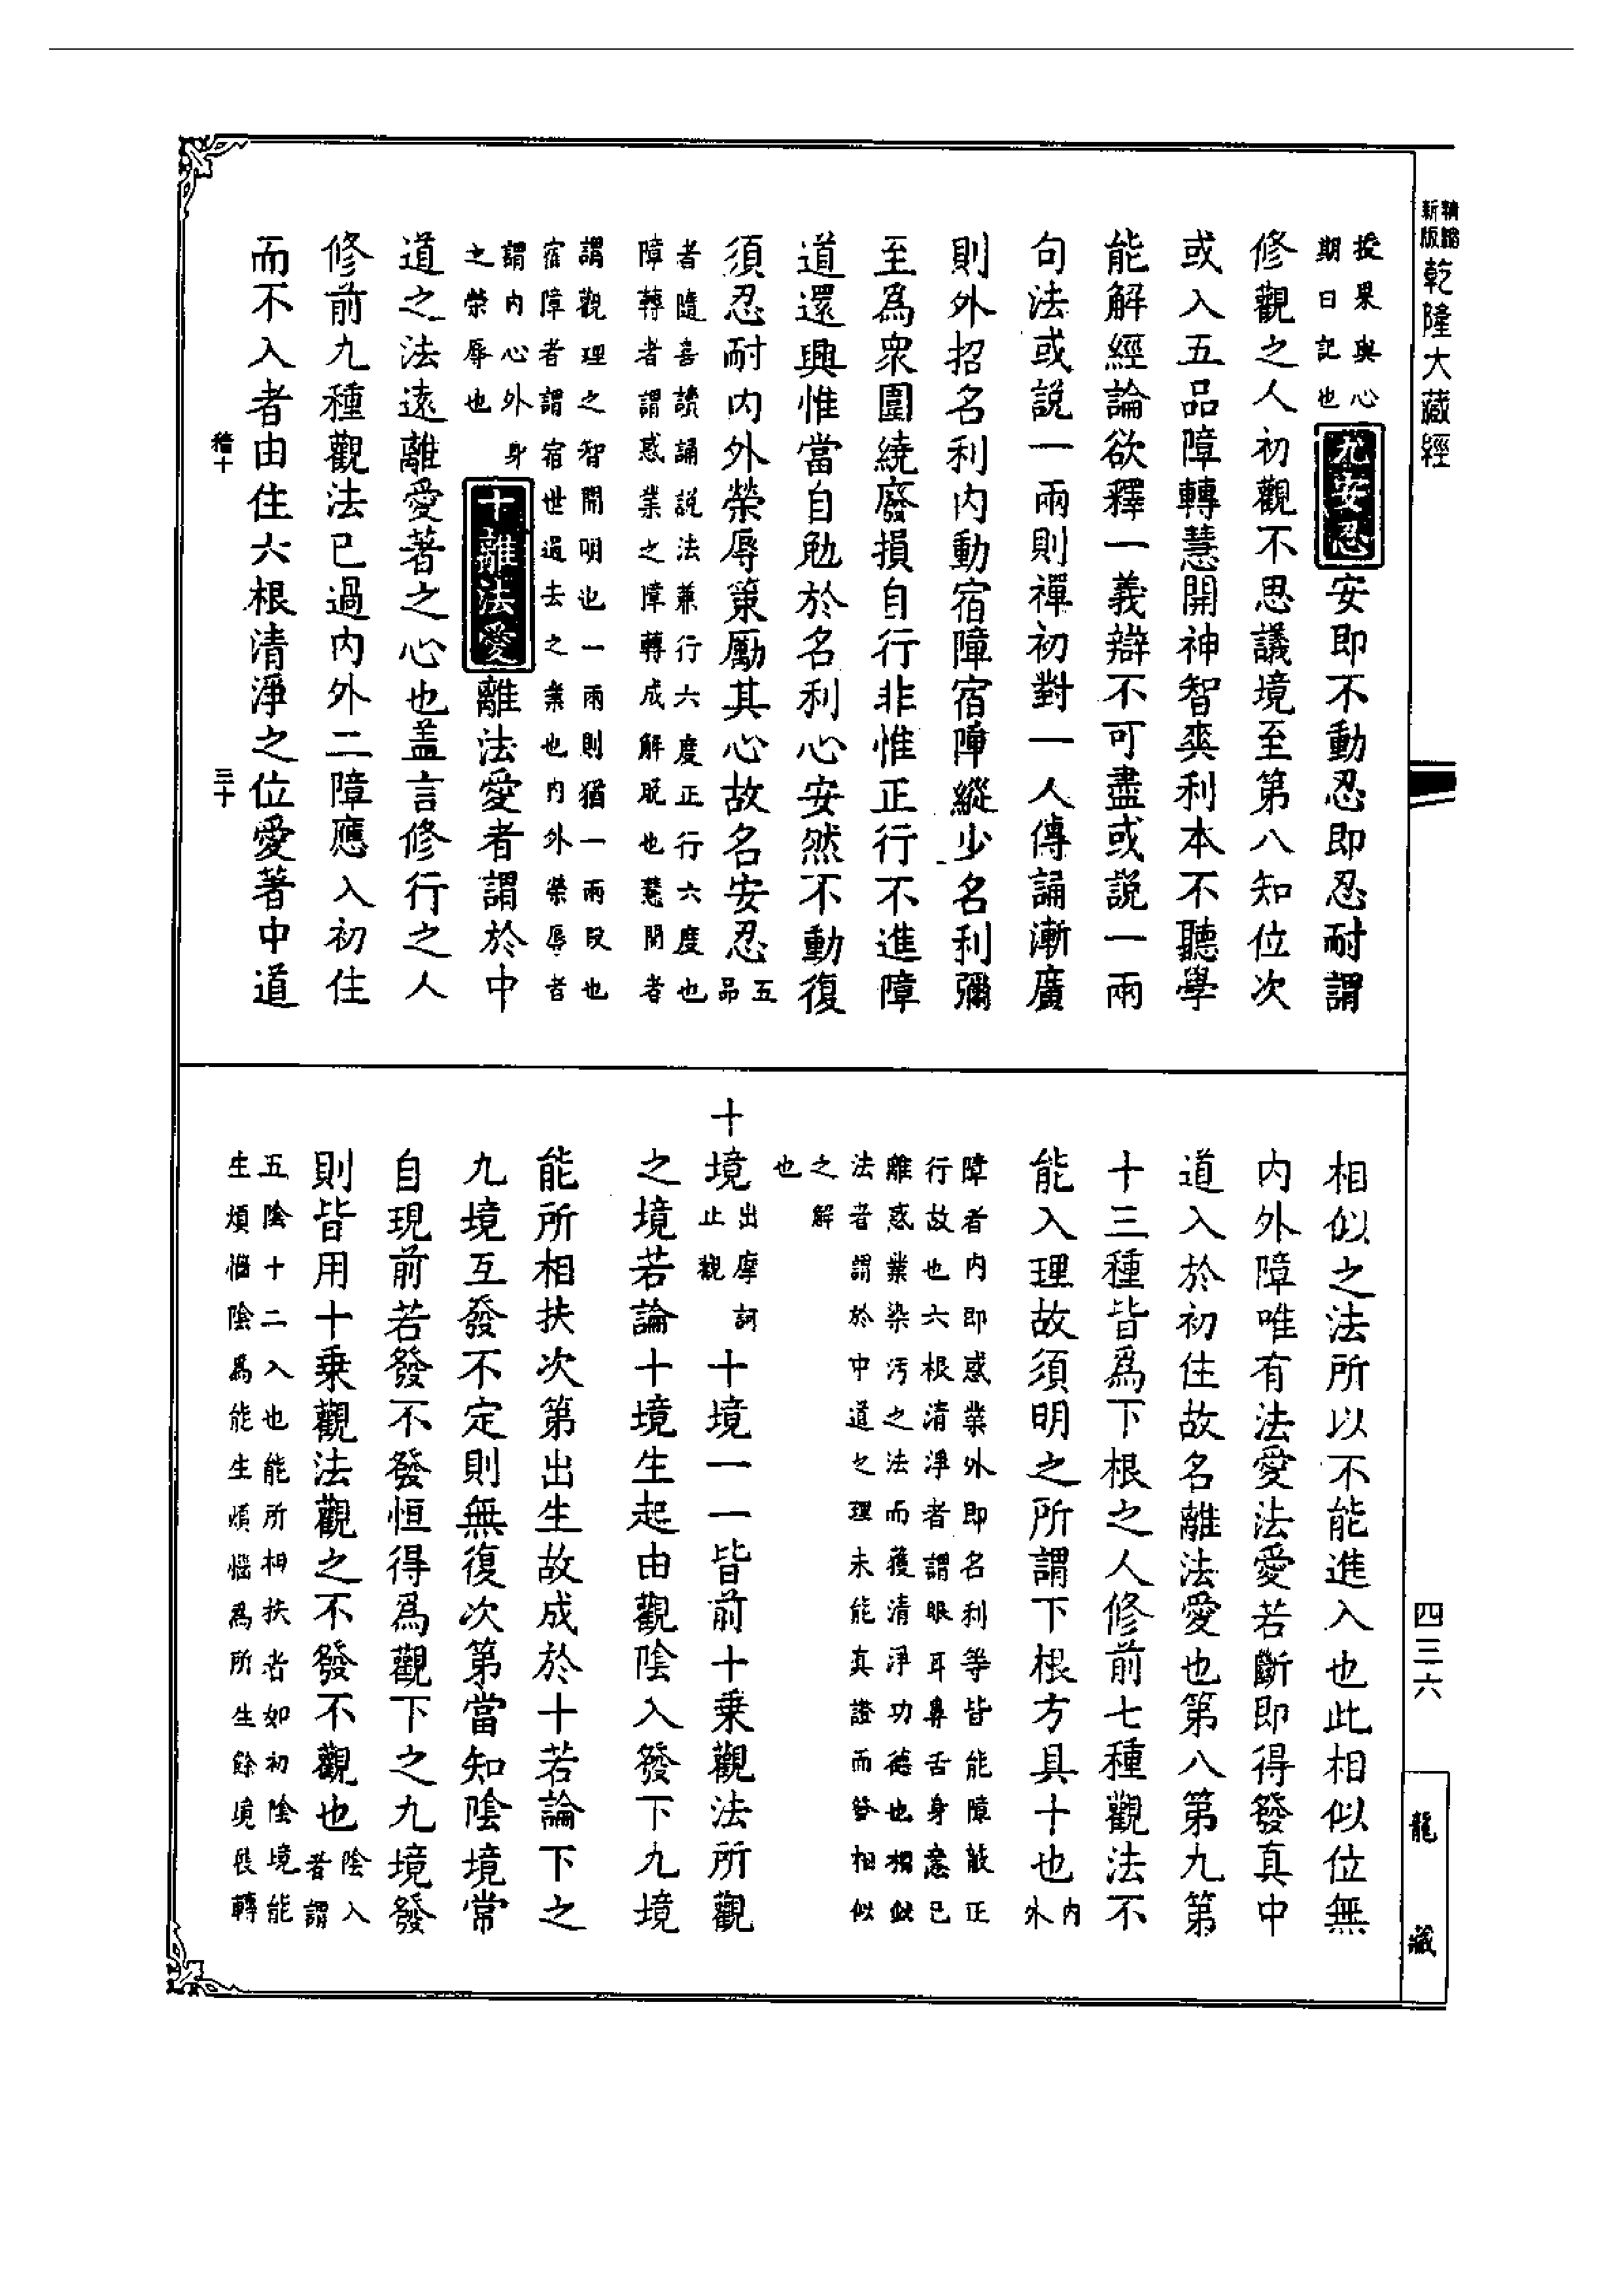 精縮新版乾隆大藏經
授果與心
期日記也
九安忍安即不動忍即忍耐謂
修觀之人初觀不思議境至第八知位次
或入五品障轉慧開神智爽利本不聽學
能解經論欲釋一義辯不可盡或說一兩
句法或說一兩則禪初對一人傳誦漸廣
則外招名利內動宿障宿障縱少名利彌
至為眾圍繞廢損自行非惟正行不進障
道還興惟當自勉於名利心安然不動復
須忍耐內外榮辱策勵其心故名安忍五品
者隨喜讀誦說法兼行六度正行六度也
障轉者謂惑業之障轉成解脫也慧開者
謂觀理之智開明也一兩則猶一兩段也
宿障者謂宿世過去之業也內外榮辱者
謂內心外身
之榮辱也
十離法愛離法愛者謂於中
道之法遠離愛著之心也盖言修行之人
修前九種觀法已過內外二障應入初住
而不入者由住六根清淨之位愛著中道
稽十
三十
相似之法所以不能進入也此相似位無
內外障唯有法愛法愛若斷即得發真中
道入於初住故名離法愛也第八第九第
十三種皆為下根之人修前七種觀法不
能入理故須明之所謂下根方具十也內外
障者內即惑業外即名利等皆能障蔽正
行故也六根清淨者謂眼耳鼻舌身意已
離惑業染污之法而獲清淨功德也相似
法者謂於中道之理未能真證而發相似
之解
也
十境出摩訶止觀十境一一皆前十乘觀法所觀
之境若論十境生起由觀陰入發下九境
能所相扶次第出生故成於十若論下之
九境互發不定則無復次第當知陰境常
自現前若發不發恒得為觀下之九境發
則皆用十乘觀法觀之不發不觀也陰入者謂
五陰十二入也能所相扶者如初陰境能
生煩惱陰為能生煩惱為所生餘境展轉
四三六
龍藏